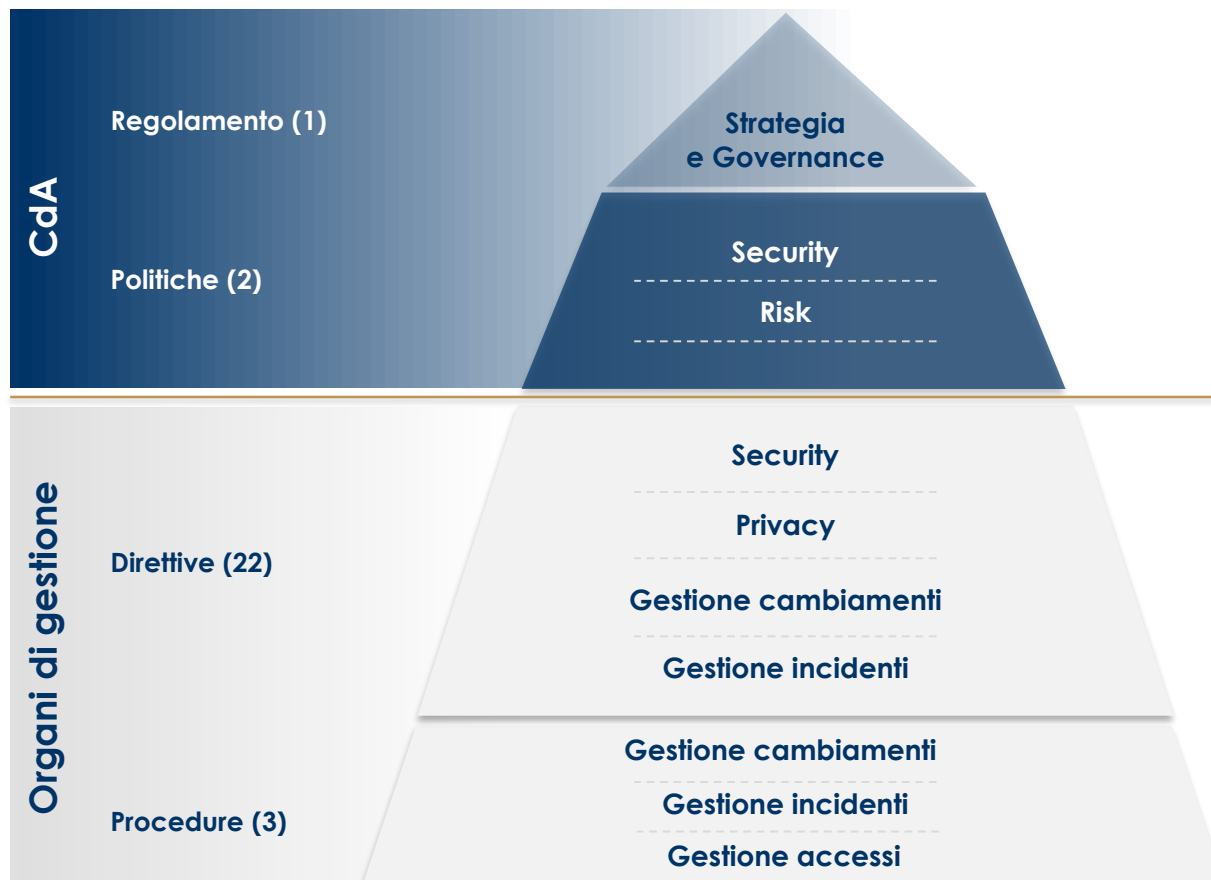 CdA
Regolamento (1)
Strategia
e Governance
Politiche (2)
Security
Risk
Organi di gestione
Direttive (22)
Security
Privacy
Gestione cambiamenti
Gestione incidenti
Procedure (3)
Gestione cambiamenti
Gestione incidenti
Gestione accessi